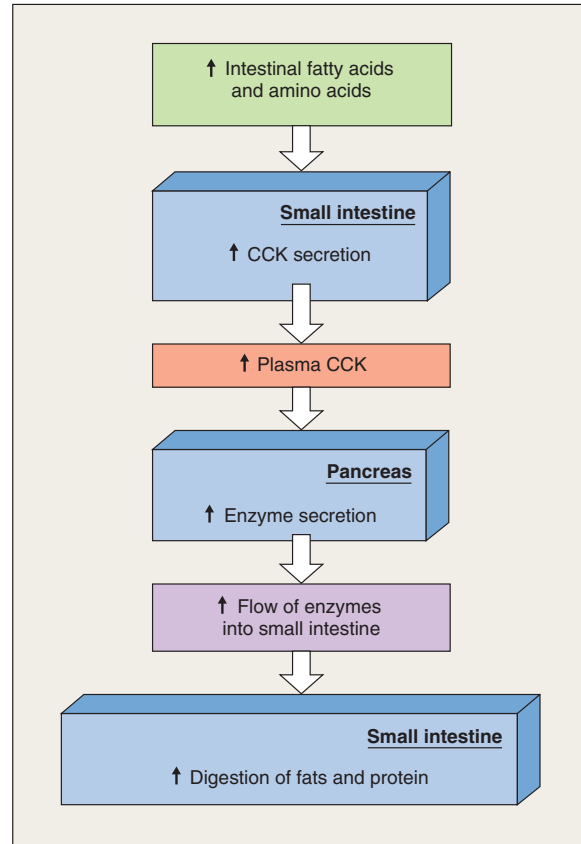 ↑ Intestinal fatty acids
and amino acids
Small intestine
↑ CCK secretion
↑ Plasma CCK
Pancreas
↑ Enzyme secretion
↑ Flow of enzymes
into small intestine
Small intestine
↑ Digestion of fats and protein